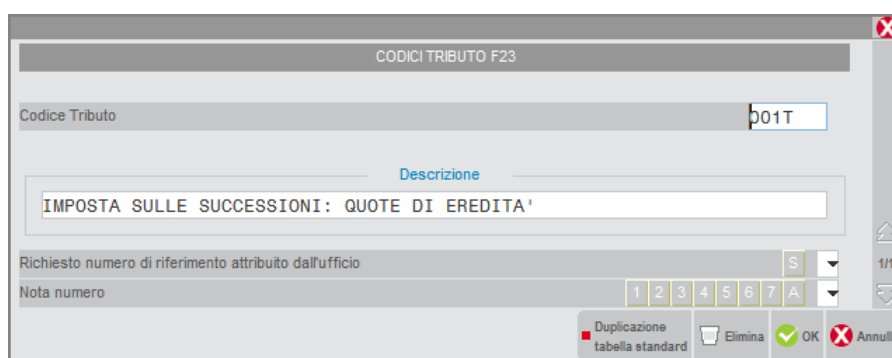 CODICI TRIBUTO F23
Codice Tributo 001T
Descrizione
IMPOSTA SULLE SUCCESSIONI: QUOTE DI EREDITA'
Richiesto numero di riferimento attribuito dall'ufficio S
1/1
Nota numero 1 2 3 4 5 6 7 A
Duplicazione
tabella standard Elimina OK Annull